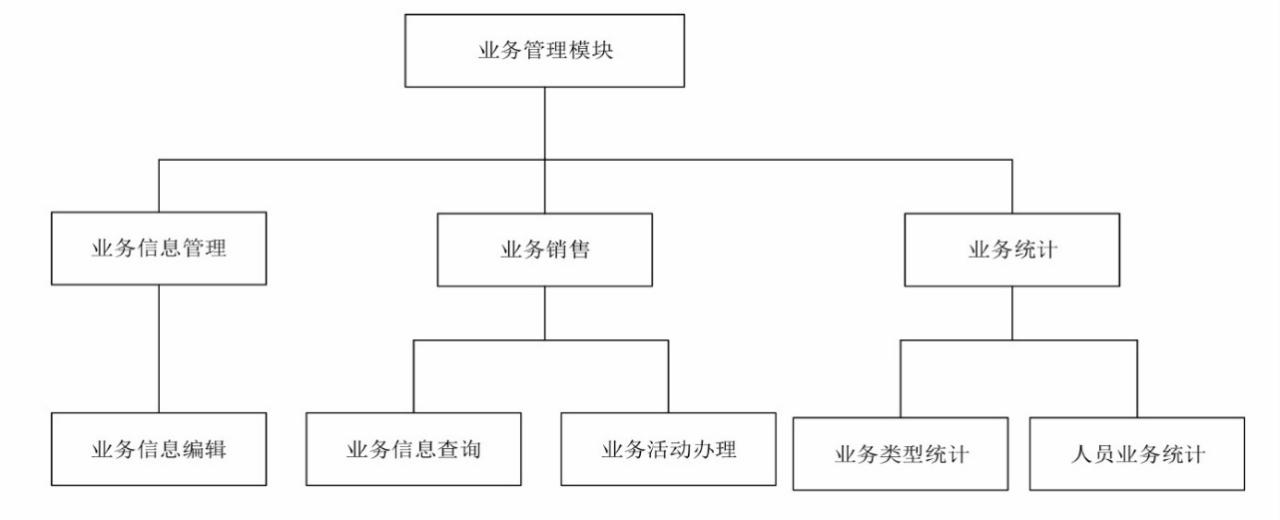 业务管理模块
业务信息管理
业务销售
业务统计
业务信息编辑
业务信息查询
业务活动办理
业务类型统计
人员业务统计